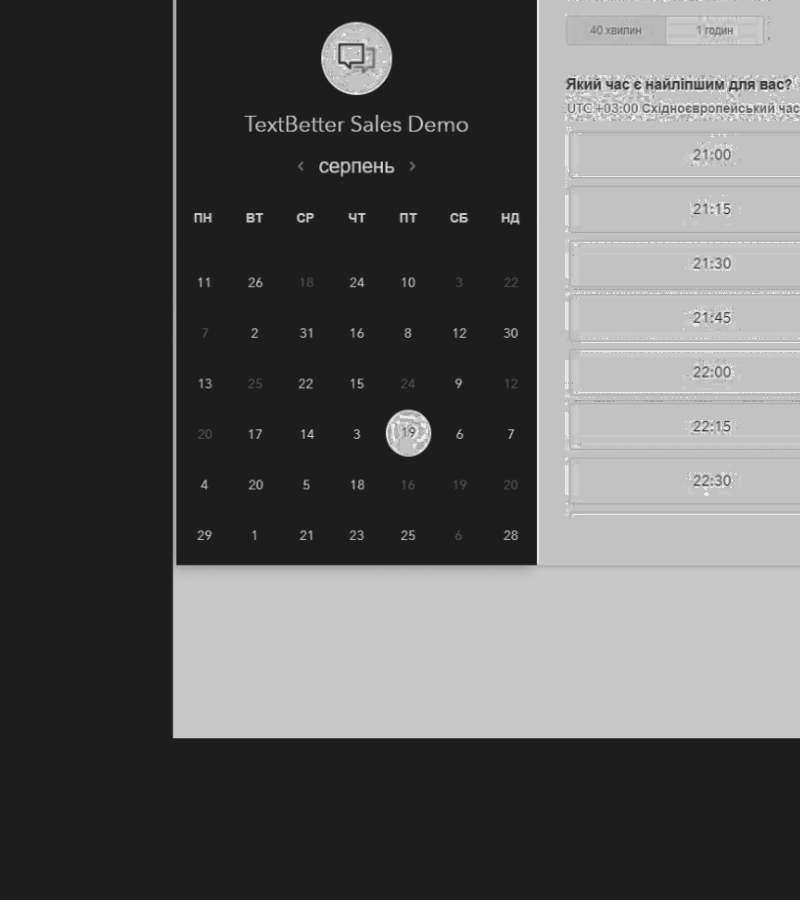 TextBetter Sales Demo
‹ серпень ›
ПН ВТ СР ЧТ ПТ СБ НД
11 26 18 24 10 3 22
7 2 31 16 8 12 30
13 25 22 15 24 9 12
20 17 14 3 19 6 7
4 20 5 18 16 19 20
29 1 21 23 25 6 28
40 хвилин 1 годин
Який час є найліпшим для вас?
UTC +03:00 Східноєвропейський час
21:00
21:15
21:30
21:45
22:00
22:15
22:30